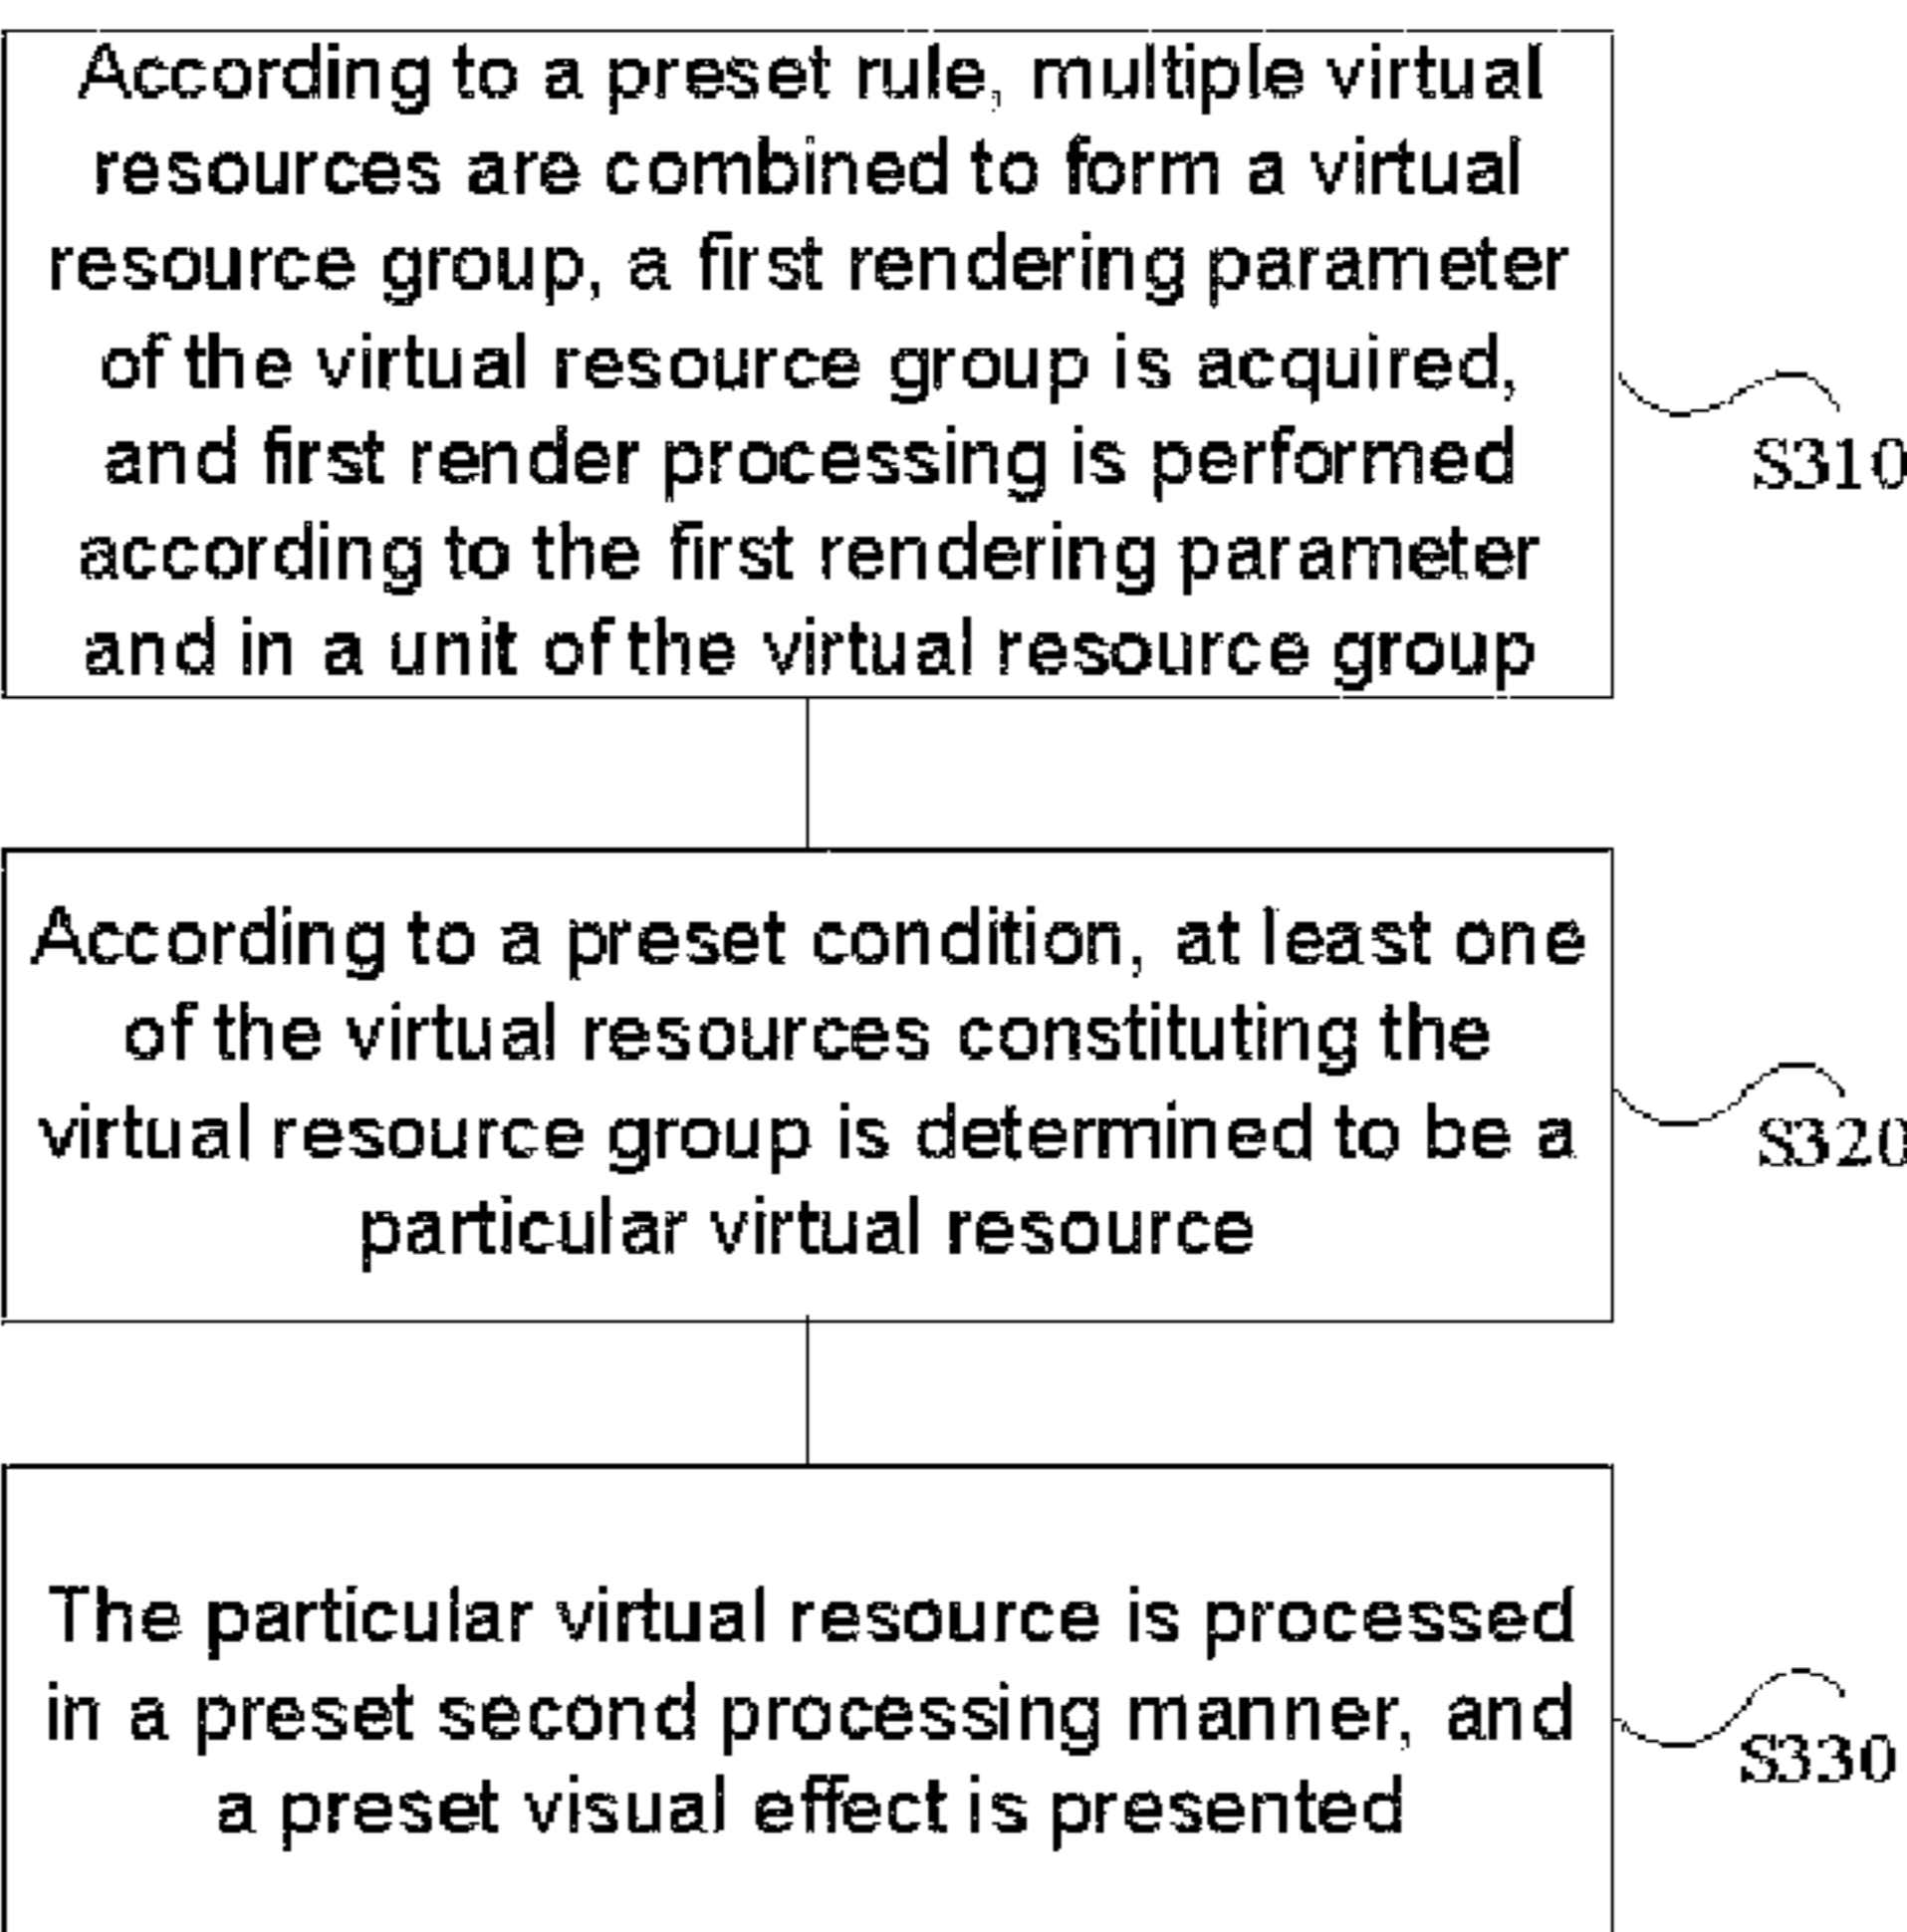 According to a preset rule, multiple virtual
resources are combined to form a virtual
resource group, a first rendering parameter
of the virtual resource group is acquired,
and first render processing is performed
according to the first rendering parameter
and in a unit of the virtual resource group
S310
According to a preset condition, at least one
of the virtual resources constituting the
virtual resource group is determined to be a
particular virtual resource
S320
The particular virtual resource is processed
in a preset second processing manner, and
a preset visual effect is presented
S330